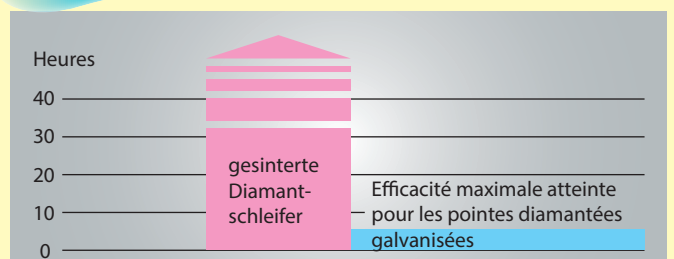 Heures
40
30
20
10
0
gesinterte
Diamant-
schleifer
Efficacité maximale atteinte
pour les pointes diamantées
galvanisées